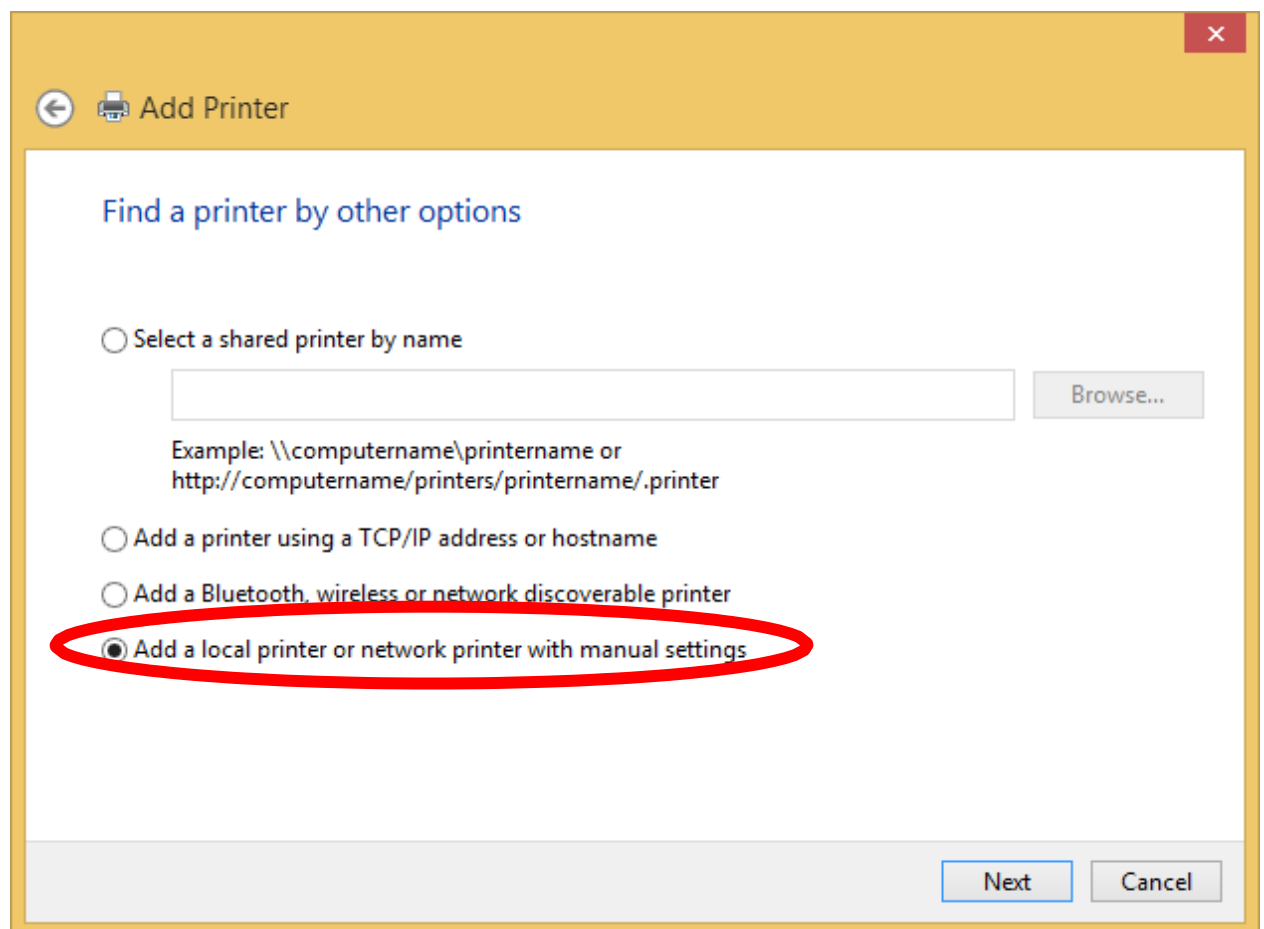 Add Printer
Find a printer by other options
Select a shared printer by name
Browse...
Example: \\computername\printername or
http://computername/printers/printername/.printer
Add a printer using a TCP/IP address or hostname
Add a Bluetooth, wireless or network discoverable printer
Add a local printer or network printer with manual settings
Next Cancel